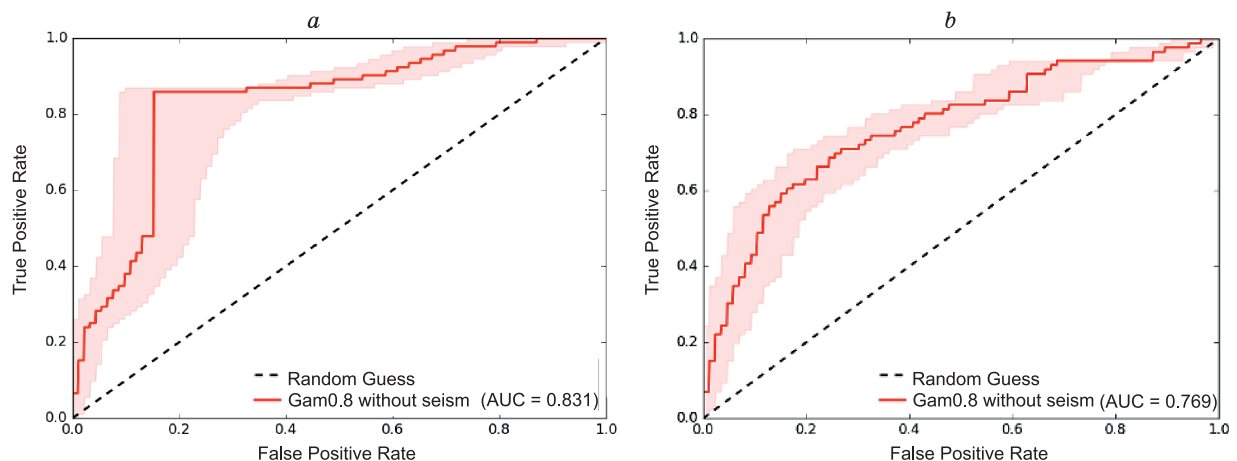 a
1.0
0.8
0.6
0.4
0.2
0.0
True Positive Rate
Random Guess
Gam0.8 without seism (AUC = 0.831)
0.0 0.2 0.4 0.6 0.8 1.0
False Positive Rate
b
1.0
0.8
0.6
0.4
0.2
0.0
True Positive Rate
Random Guess
Gam0.8 without seism (AUC = 0.769)
0.0 0.2 0.4 0.6 0.8 1.0
False Positive Rate